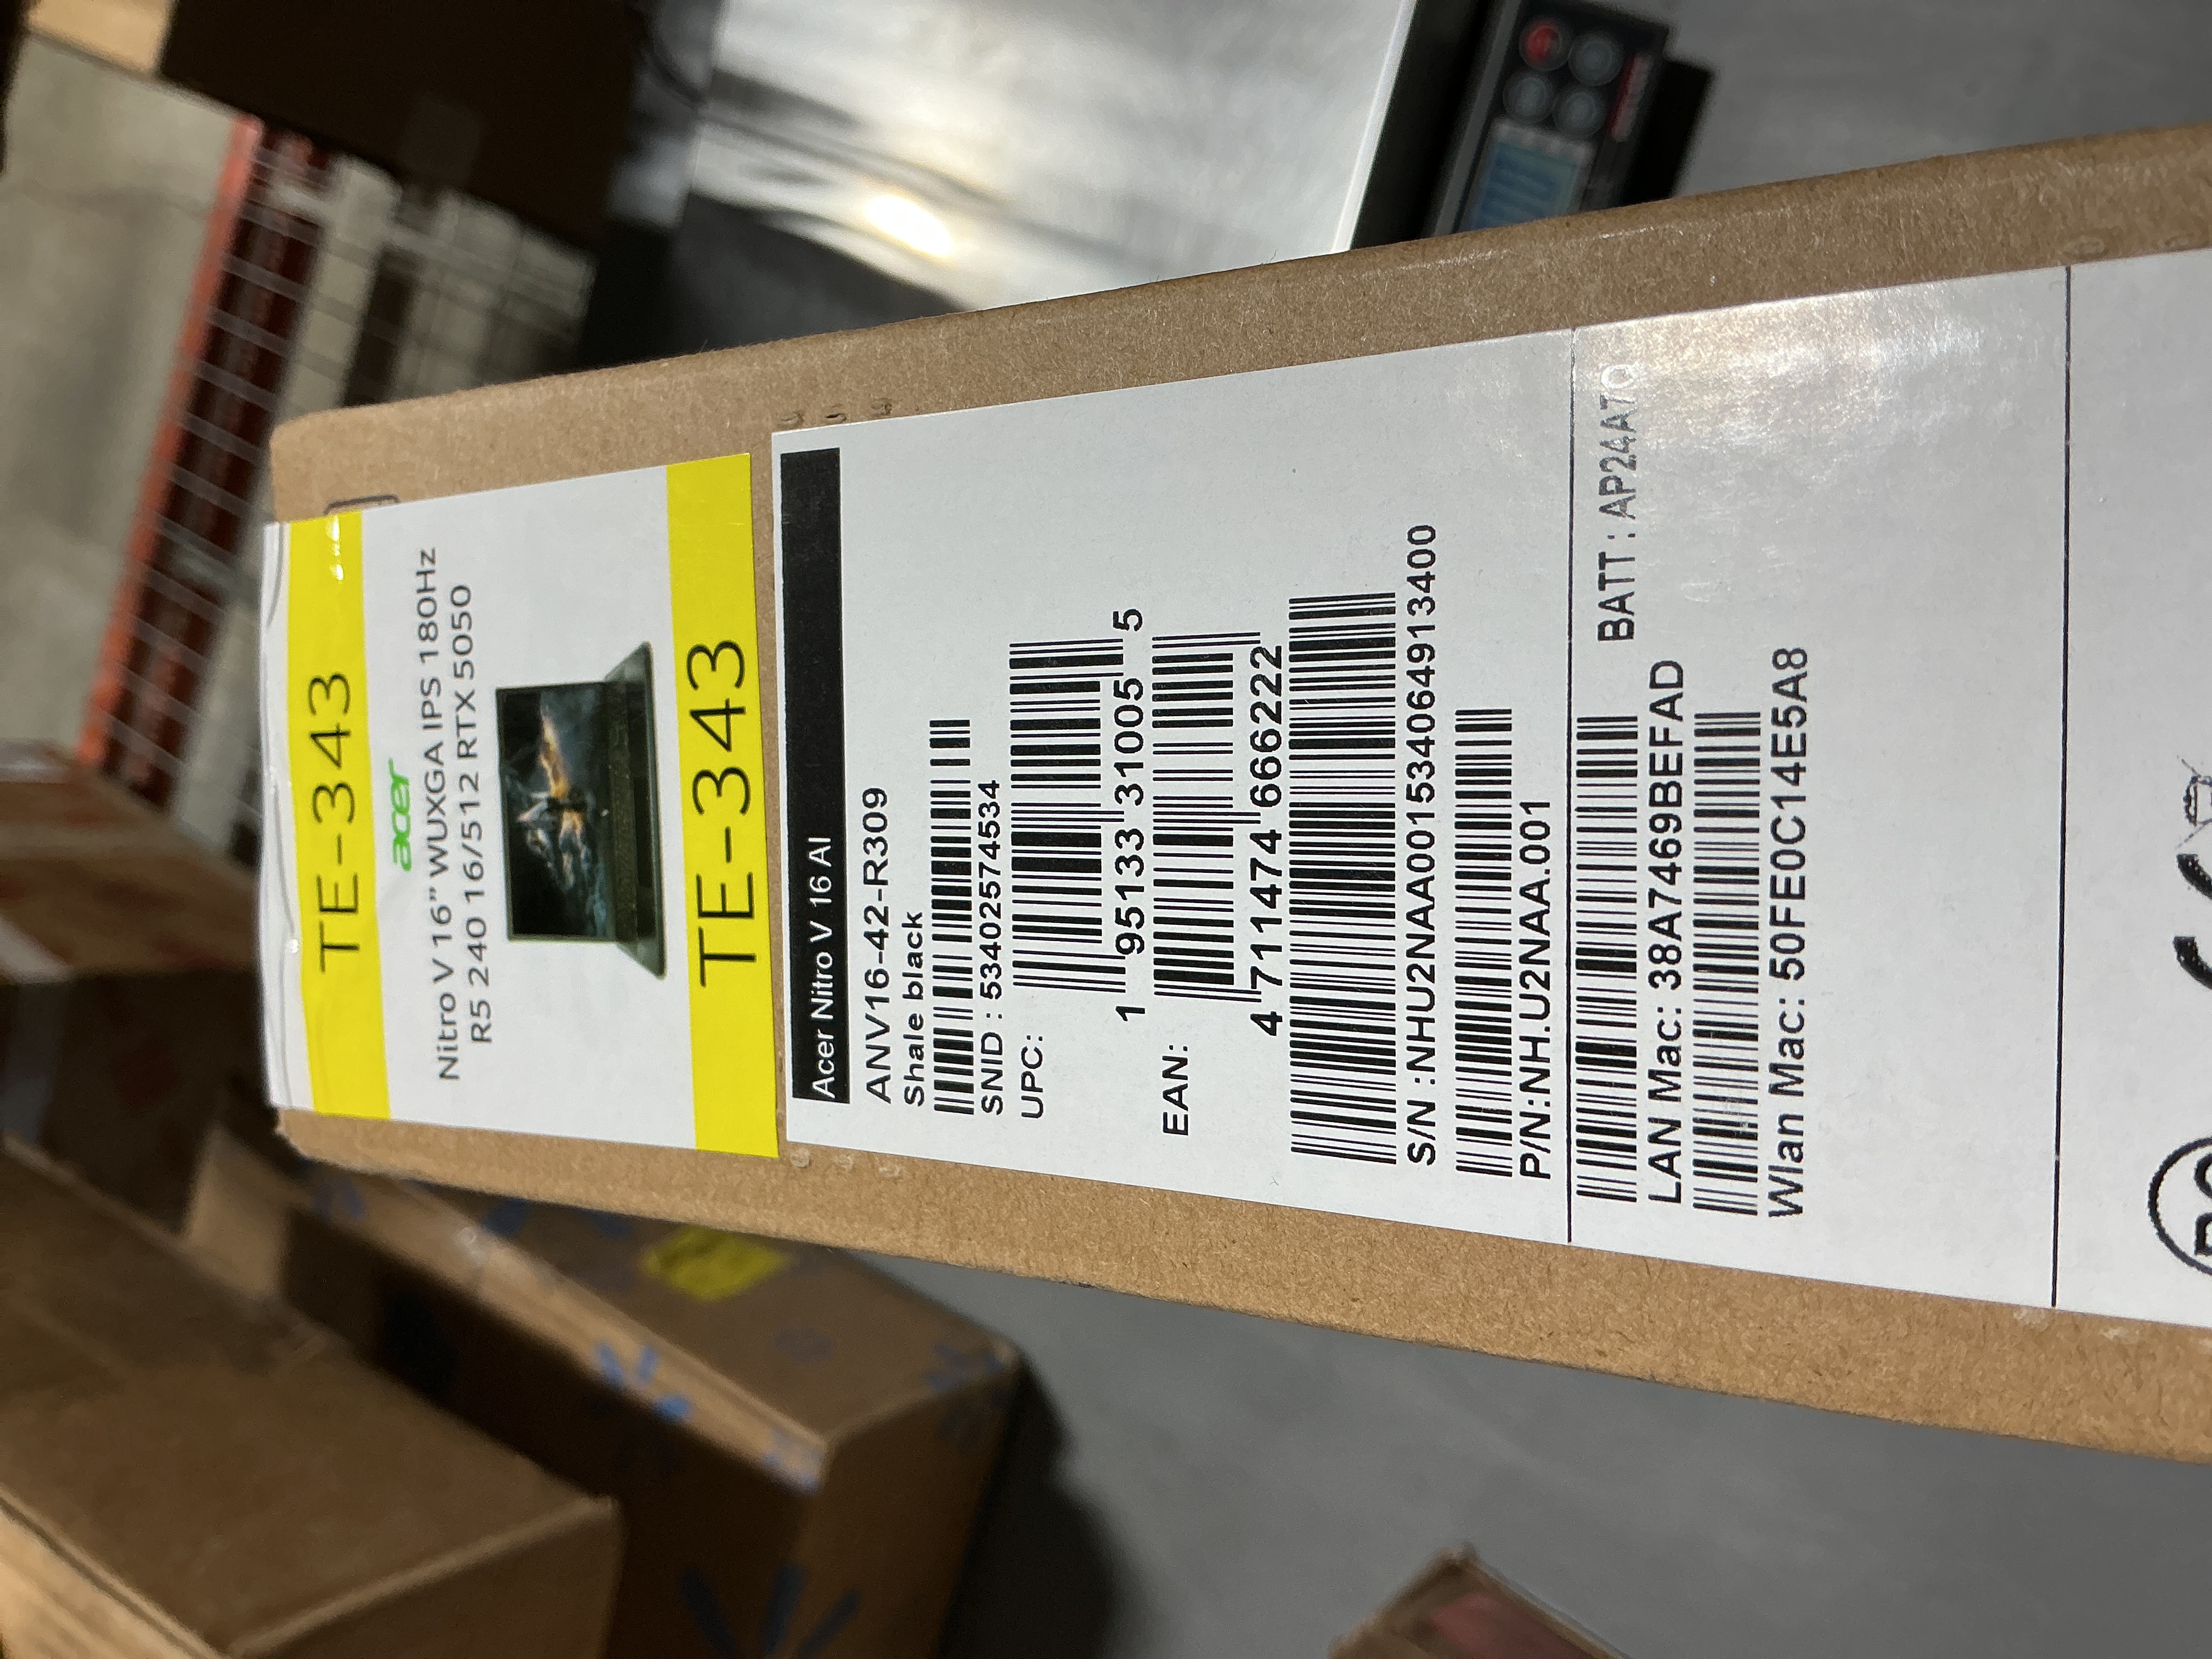 TE-343
acer
Nitro V 16" WUXGA IPS 180Hz
R5 240 16/512 RTX 5050
TE-343
Acer Nitro V 16 AI
ANV16-42-R309
Shale black
SNID : 53402574534
UPC:
1 95133 31005 5
EAN:
4 711474 666222
S/N :NHU2NAA001534064913400
P/N:NH.U2NAA.001
BATT : AP24A7Q
LAN Mac: 38A7469BEFAD
Wlan Mac: 50FE0C14E5A8